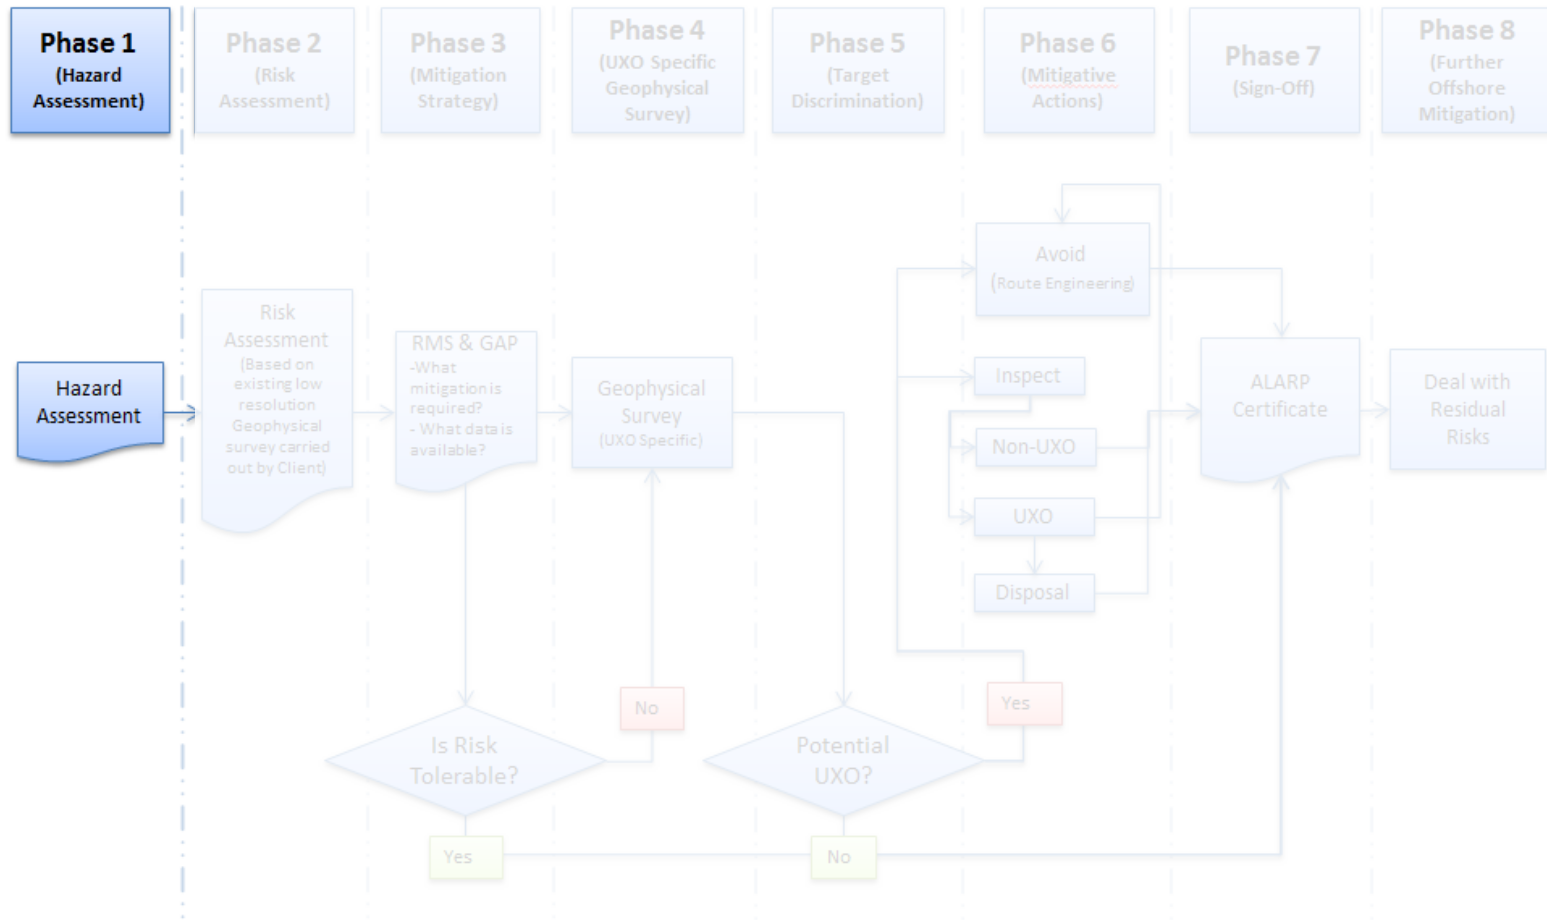 Phase 1
(Hazard
Assessment)
Phase 2
(Risk
Assessment)
Phase 3
(Mitigation
Strategy)
Phase 4
(UXO Specific
Geophysical
Survey)
Phase 5
(Target
Discrimination)
Phase 6
(Mitigative
Actions)
Phase 7
(Sign-Off)
Phase 8
(Further
Offshore
Mitigation)
Hazard
Assessment
Risk
Assessment
(Based on
existing low
resolution
Geophysical
survey carried
out by Client)
RMS & GAP
-What
mitigation is
required?
- What data is
available?
Geophysical
Survey
(UXO Specific)
Avoid
(Route Engineering)
Inspect
Non-UXO
UXO
Disposal
ALARP
Certificate
Deal with
Residual
Risks
No
Yes
Is Risk
Tolerable?
Potential
UXO?
Yes
No